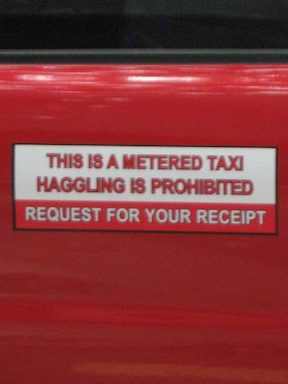 THIS IS A METERED TAXI
HAGGLING IS PROHIBITED
REQUEST FOR YOUR RECEIPT